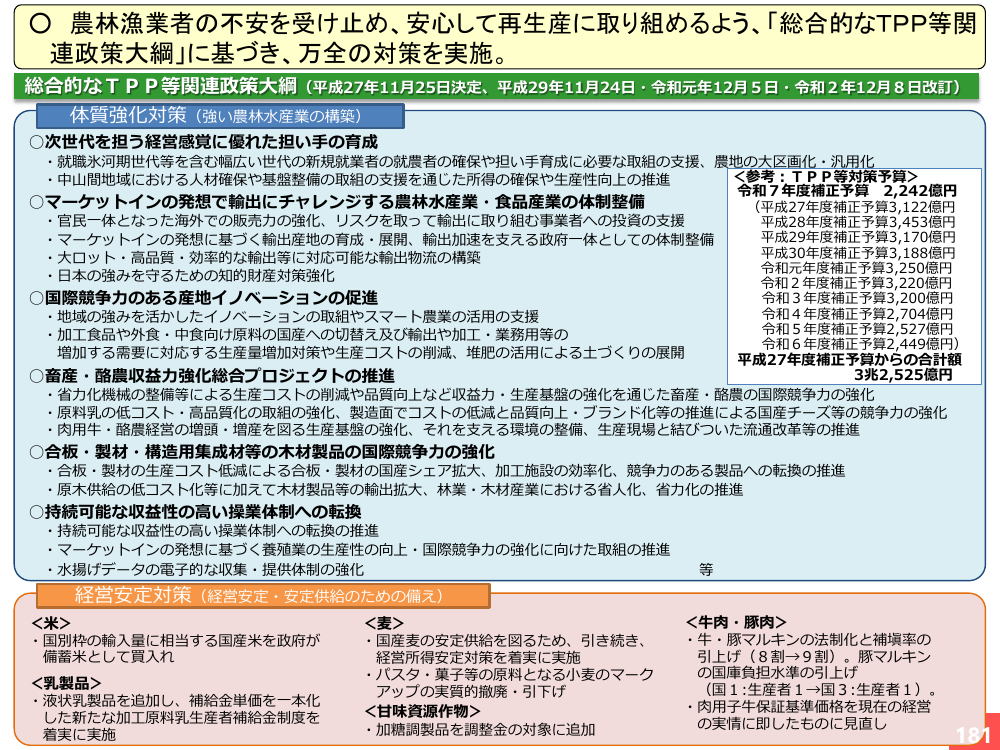 ○ 農林漁業者の不安を受け止め、安心して再生産に取り組めるよう、「総合的なTPP等関
連政策大綱」に基づき、万全の対策を実施。
総合的なＴＰＰ等関連政策大綱（平成27年11月25日決定、平成29年11月24日・令和元年12月５日・令和２年12月８日改訂）
体質強化対策（強い農林水産業の構築）
○次世代を担う経営感覚に優れた担い手の育成
・就職氷河期世代等を含む幅広い世代の新規就業者の就農者の確保や担い手育成に必要な取組の支援、農地の大区画化・汎用化
・中山間地域における人材確保や基盤整備の取組の支援を通じた所得の確保や生産性向上の推進
○マーケットインの発想で輸出にチャレンジする農林水産業・食品産業の体制整備
・官民一体となった海外での販売力の強化、リスクを取って輸出に取り組む事業者への投資の支援
・マーケットインの発想に基づく輸出産地の育成・展開、輸出加速を支える政府一体としての体制整備
・大ロット・高品質・効率的な輸出等に対応可能な輸出物流の構築
・日本の強みを守るための知的財産対策強化
○国際競争力のある産地イノベーションの促進
・地域の強みを活かしたイノベーションの取組やスマート農業の活用の支援
・加工食品や外食・中食向け原料の国産への切替え及び輸出や加工・業務用等の
増加する需要に対応する生産量増加対策や生産コストの削減、堆肥の活用による土づくりの展開
○畜産・酪農収益力強化総合プロジェクトの推進
・省力化機械の整備等による生産コストの削減や品質向上など収益力・生産基盤の強化を通じた畜産・酪農の国際競争力の強化
・原料乳の低コスト・高品質化の取組の強化、製造面でコストの低減と品質向上・ブランド化等の推進による国産チーズ等の競争力の強化
・肉用牛・酪農経営の増頭・増産を図る生産基盤の強化、それを支える環境の整備、生産現場と結びついた流通改革等の推進
○合板・製材・構造用集成材等の木材製品の国際競争力の強化
・合板・製材の生産コスト低減による合板・製材の国産シェア拡大、加工施設の効率化、競争力のある製品への転換の推進
・原木供給の低コスト化等に加えて木材製品等の輸出拡大、林業・木材産業における省人化、省力化の推進
○持続可能な収益性の高い操業体制への転換
・持続可能な収益性の高い操業体制への転換の推進
・マーケットインの発想に基づく養殖業の生産性の向上・国際競争力の強化に向けた取組の推進
・水揚げデータの電子的な収集・提供体制の強化 等
＜参考：ＴＰＰ等対策予算＞
令和７年度補正予算 2,242億円
（平成27年度補正予算3,122億円
平成28年度補正予算3,453億円
平成29年度補正予算3,170億円
平成30年度補正予算3,188億円
令和元年度補正予算3,250億円
令和２年度補正予算3,220億円
令和３年度補正予算3,200億円
令和４年度補正予算2,704億円
令和５年度補正予算2,527億円
令和６年度補正予算2,449億円）
平成27年度補正予算からの合計額
3兆2,525億円
経営安定対策（経営安定・安定供給のための備え）
＜米＞
・国別枠の輸入量に相当する国産米を政府が
備蓄米として買入れ
＜乳製品＞
・液状乳製品を追加し、補給金単価を一本化
した新たな加工原料乳生産者補給金制度を
着実に実施
＜麦＞
・国産麦の安定供給を図るため、引き続き、
経営所得安定対策を着実に実施
・パスタ・菓子等の原料となる小麦のマーク
アップの実質的撤廃・引下げ
＜甘味資源作物＞
・加糖調製品を調整金の対象に追加
＜牛肉・豚肉＞
・牛・豚マルキンの法制化と補塡率の
引上げ（８割→９割）。豚マルキン
の国庫負担水準の引上げ
（国１:生産者１→国３:生産者１）。
・肉用子牛保証基準価格を現在の経営
の実情に即したものに見直し
181